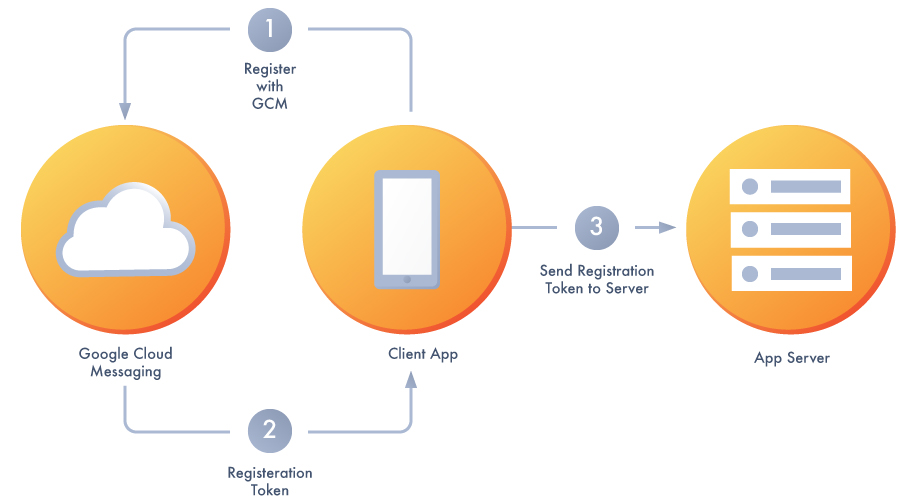 1
Register
with
GCM
Google Cloud
Messaging
Client App
3
Send Registration
Token to Server
App Server
2
Registeration
Token